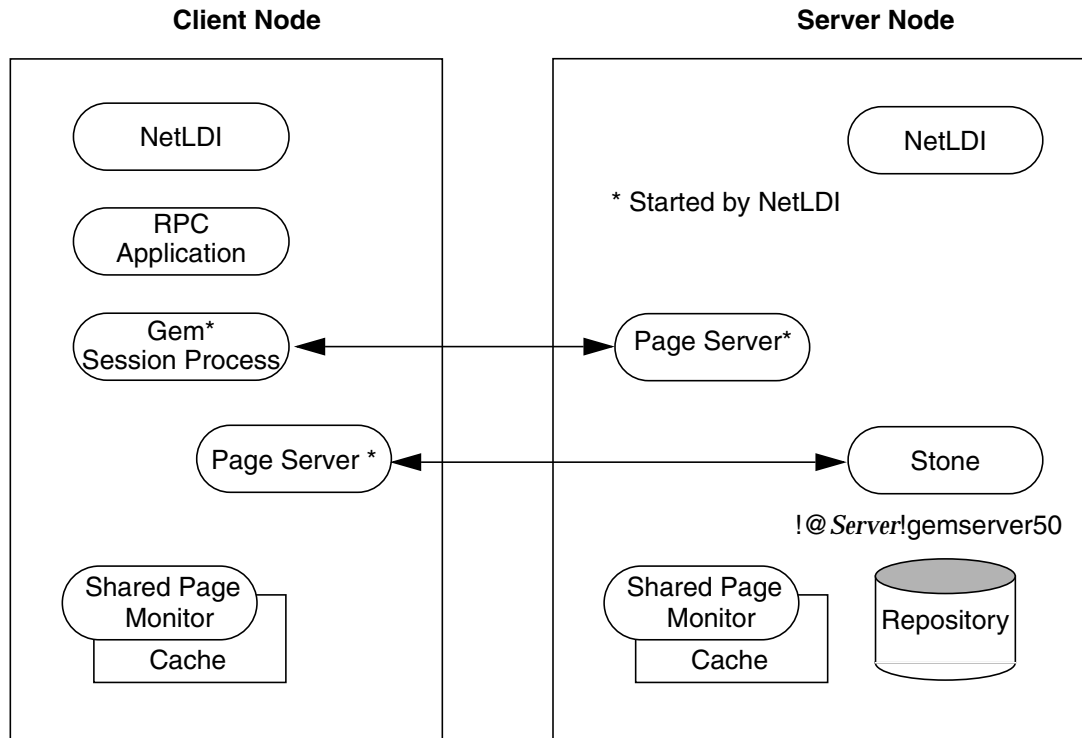 Client Node
Server Node
NetLDI
NetLDI
* Started by NetLDI
RPC
Application
Gem*
Session Process
Page Server*
Page Server *
Stone
!@Server!gemserver50
Shared Page
Monitor
Cache
Shared Page
Monitor
Cache
Repository